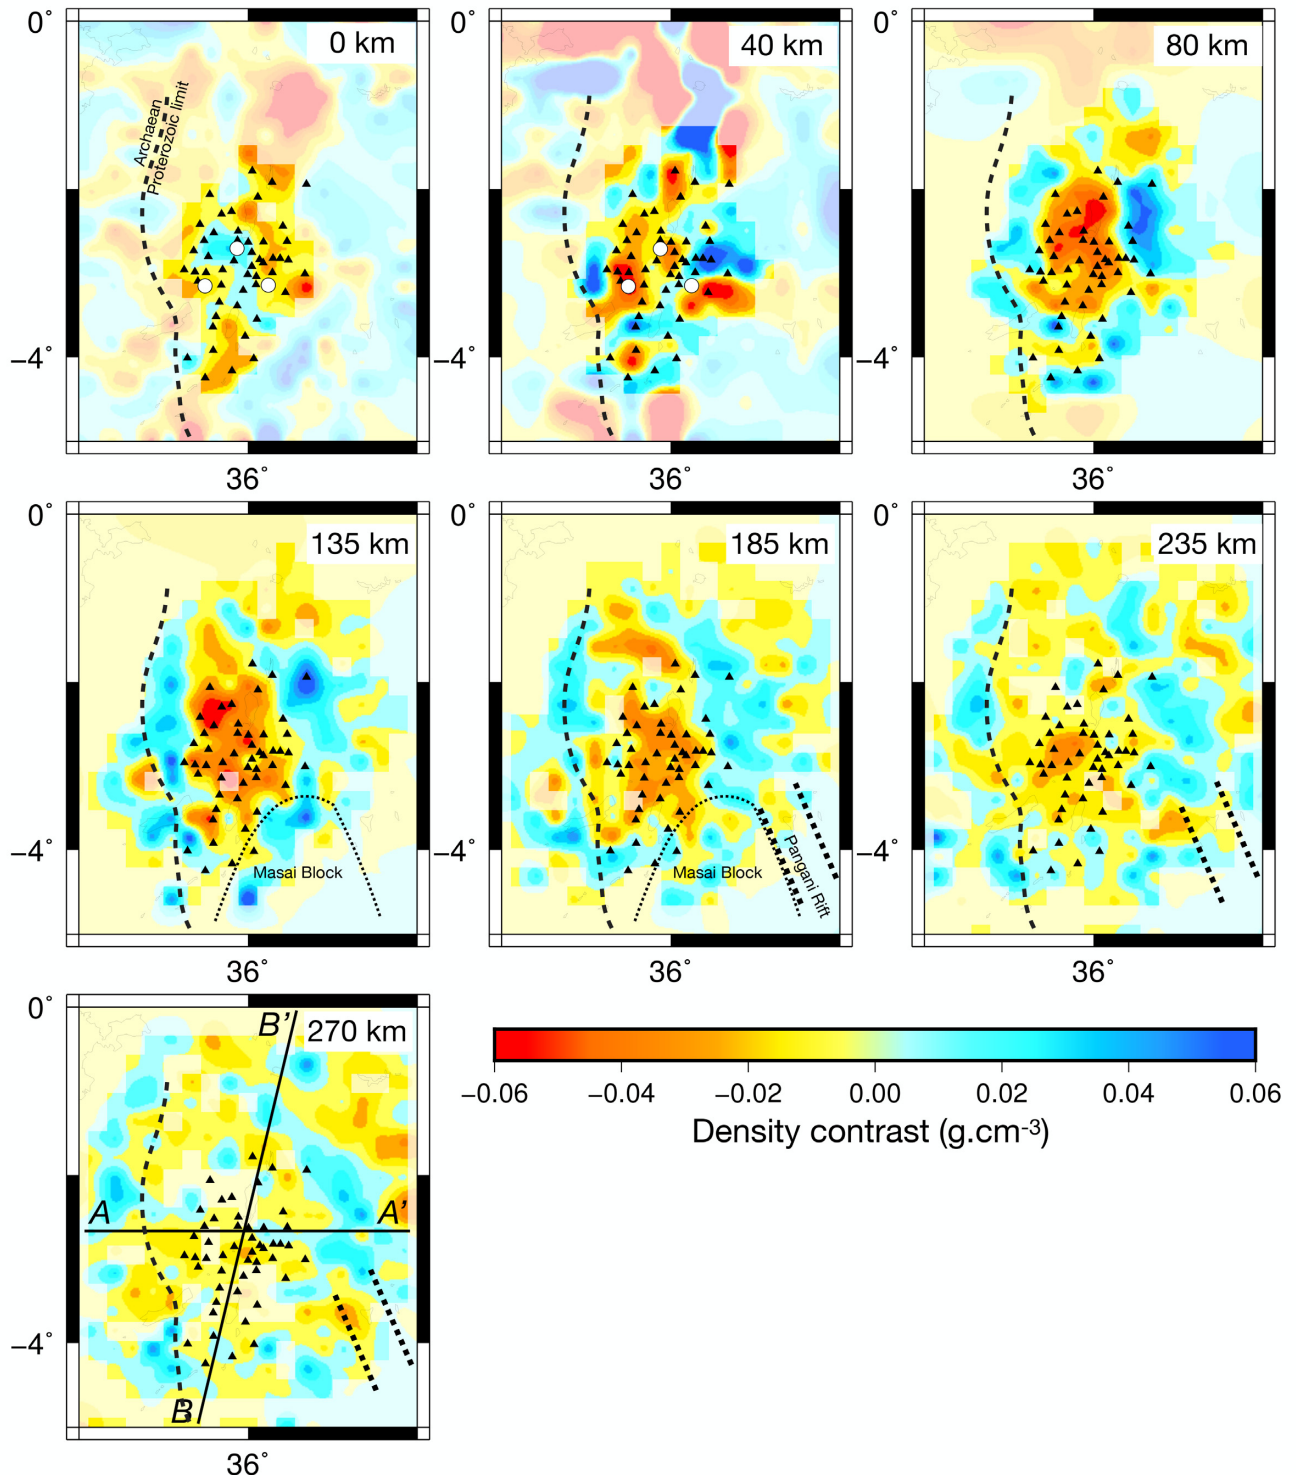 0°
0 km
Archaean
Proterozoic limit
−4°
36°
0°
40 km
−4°
36°
0°
80 km
−4°
36°
0°
135 km
−4°
Masai Block
36°
0°
185 km
−4°
Masai Block
Pangani Rift
36°
0°
235 km
−4°
36°
0°
B'
270 km
A
A'
−4°
B
36°
−0.06 −0.04 −0.02 0.00 0.02 0.04 0.06
Density contrast (g.cm⁻³)